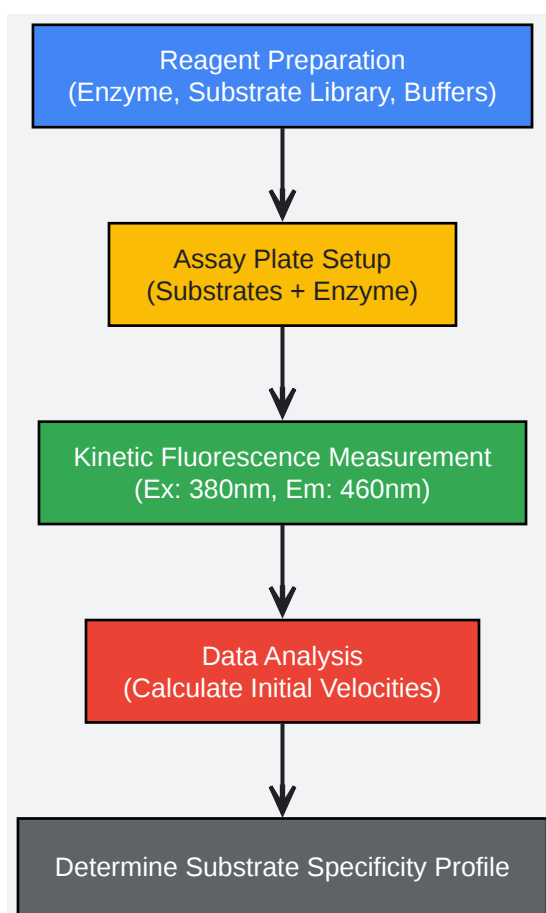 Reagent Preparation
(Enzyme, Substrate Library, Buffers)
Assay Plate Setup
(Substrates + Enzyme)
Kinetic Fluorescence Measurement
(Ex: 380nm, Em: 460nm)
Data Analysis
(Calculate Initial Velocities)
Determine Substrate Specificity Profile